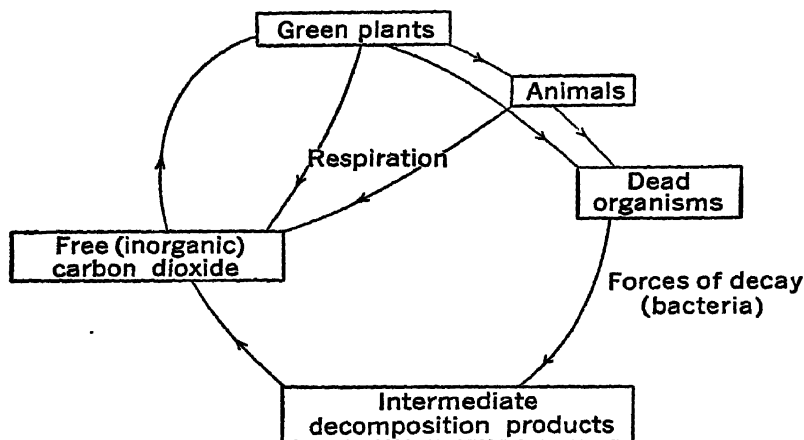 Green plants
Animals
Respiration
Dead
organisms
Free (inorganic)
carbon dioxide
Forces of decay
(bacteria)
Intermediate
decomposition products